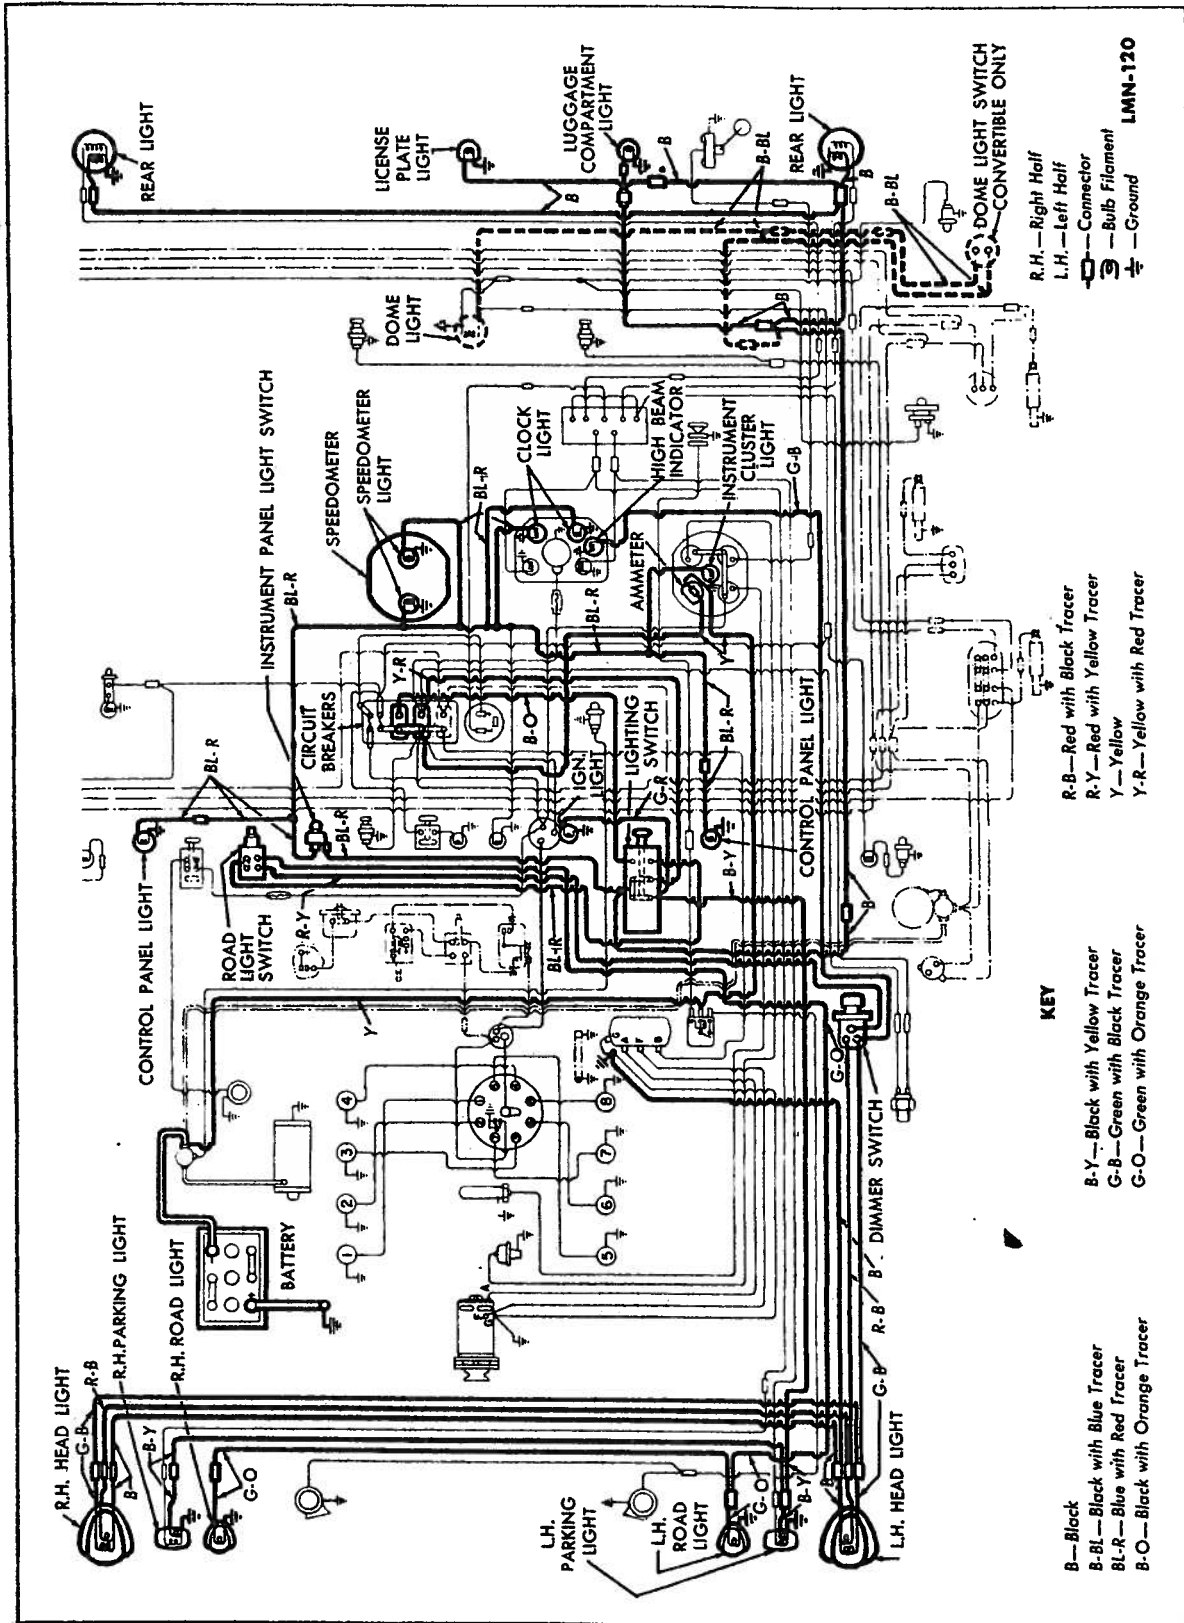 REAR LIGHT
LICENSE
PLATE
LIGHT
LUGGAGE
COMPARTMENT
LIGHT
B
B
B-BL
REAR LIGHT
B
B-BL
DOME LIGHT SWITCH
CONVERTIBLE ONLY
DOME
LIGHT
B
INSTRUMENT PANEL LIGHT SWITCH
SPEEDOMETER
SPEEDOMETER
LIGHT
BL-R
CLOCK
LIGHT
HIGH BEAM
INDICATOR
INSTRUMENT
CLUSTER
LIGHT
G-B
BL-R
BL-R
AMMETER
Y-R
CIRCUIT
BREAKERS
B-O
Y
BL-R
BL-R
IGN.
LIGHT
LIGHTING
SWITCH
G-R
BL-R
CONTROL PANEL LIGHT
B-Y
CONTROL PANEL LIGHT
ROAD
LIGHT
SWITCH
R-Y
BL-R
B
Y
G-O
DIMMER SWITCH
4
3
2
1
8
7
6
5
G
A
F
B
A
F
BATTERY
R.H. HEAD LIGHT
R-B
G-B
R.H. PARKING LIGHT
R.H. ROAD LIGHT
B
B-Y
G-O
B
R-B
G-B
L.H.
PARKING
LIGHT
L.H.
ROAD
LIGHT
G-O
B-Y
B
L.H. HEAD LIGHT
KEY
B—Black
B-BL—Black with Blue Tracer
BL-R—Blue with Red Tracer
B-O—Black with Orange Tracer
B-Y—Black with Yellow Tracer
G-B—Green with Black Tracer
G-O—Green with Orange Tracer
R-B—Red with Black Tracer
R-Y—Red with Yellow Tracer
Y—Yellow
Y-R—Yellow with Red Tracer
R.H.—Right Half
L.H.—Left Half
—Connector
—Bulb Filament
—Ground
LMN-120